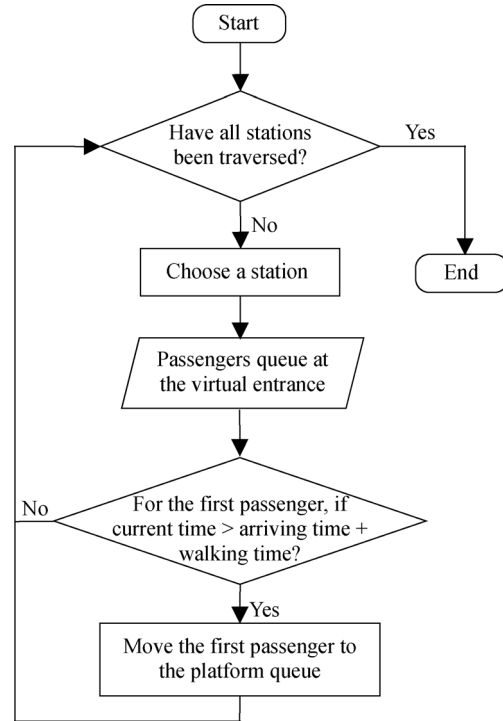 Start
Have all stations
been traversed?
Yes
No
Choose a station
End
Passengers queue at
the virtual entrance
No
For the first passenger, if
current time > arriving time +
walking time?
Yes
Move the first passenger to
the platform queue